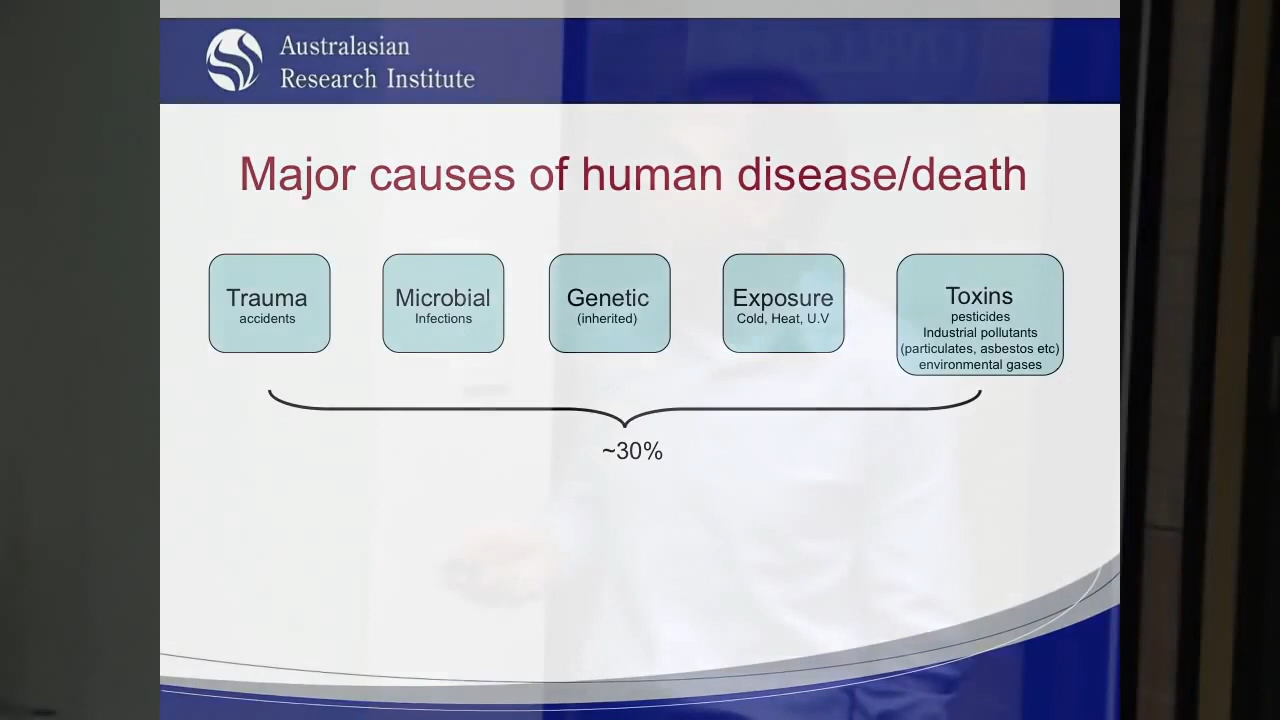 Australasian
Research Institute
Major causes of human disease/death
Trauma
accidents
Microbial
Infections
Genetic
(inherited)
Exposure
Cold, Heat, U.V
Toxins
pesticides
Industrial pollutants
(particulates, asbestos etc)
environmental gases
~30%